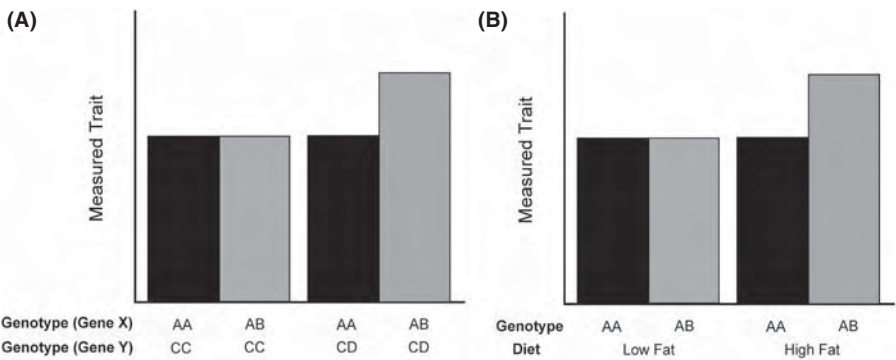 (A)
Measured Trait
Genotype (Gene X) AA AB AA AB
Genotype (Gene Y) CC CC CD CD
(B)
Measured Trait
Genotype AA AB AA AB
Diet Low Fat High Fat